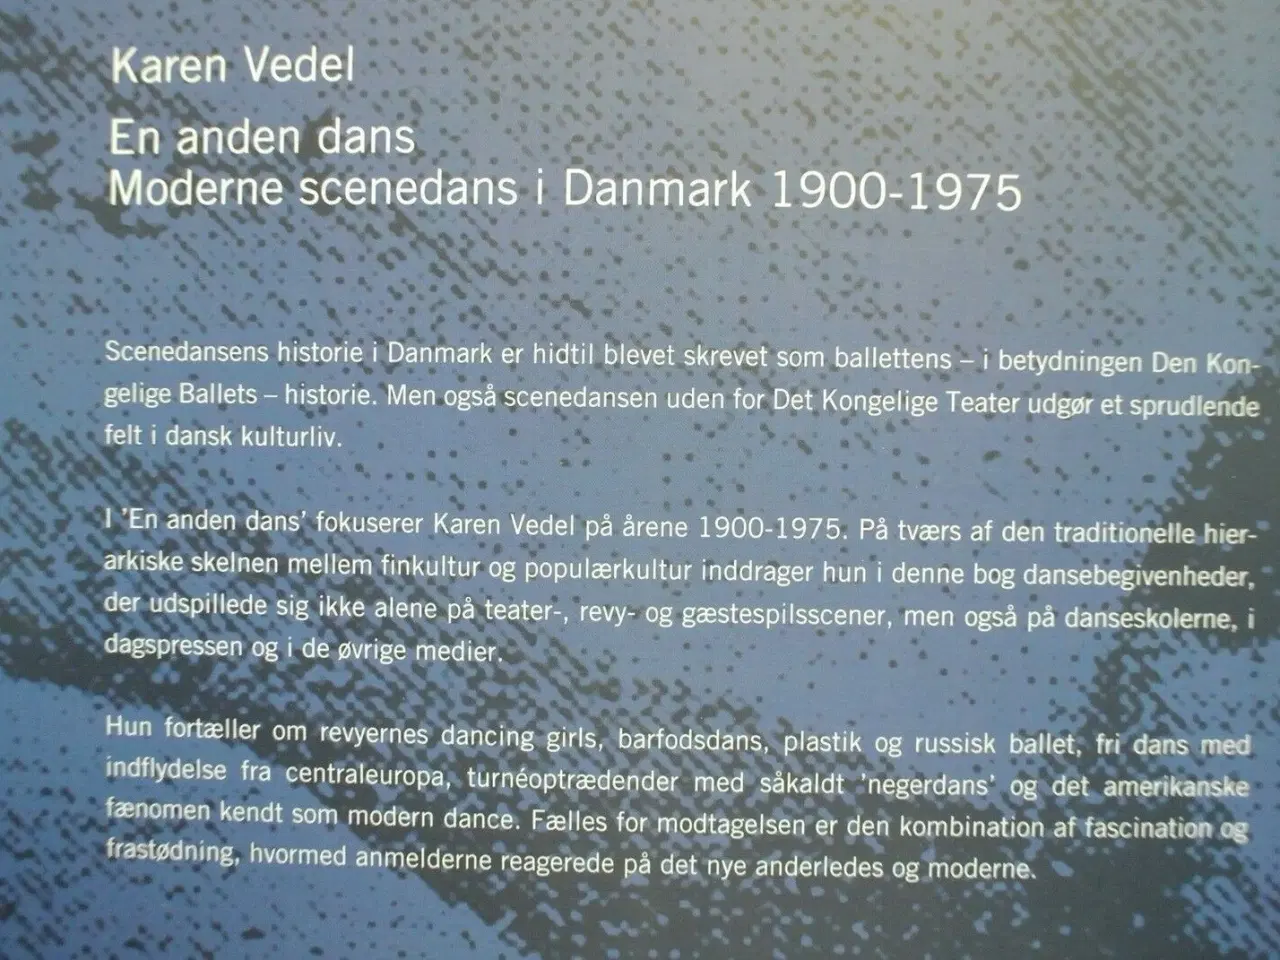 Karen Vedel
En anden dans
Moderne scenedans i Danmark 1900-1975
Scenedansens historie i Danmark er hidtil blevet skrevet som ballettens – i betydningen Den Kon-
gelige Ballets – historie. Men også scenedansen uden for Det Kongelige Teater udgør et sprudlende
felt i dansk kulturliv.
I 'En anden dans' fokuserer Karen Vedel på årene 1900-1975. På tværs af den traditionelle hier-
arkiske skelnen mellem finkultur og populærkultur inddrager hun i denne bog dansebegivenheder,
der udspillede sig ikke alene på teater-, revy- og gæstespilsscener, men også på danseskolerne, i
dagspressen og i de øvrige medier.
Hun fortæller om revyernes dancing girls, barfodsdans, plastik og russisk ballet, fri dans med
indflydelse fra centraleuropa, turnéoptrædender med såkaldt 'negerdans' og det amerikanske
fænomen kendt som modern dance. Fælles for modtagelsen er den kombination af fascination og
frastødning, hvormed anmelderne reagerede på det nye anderledes og moderne.